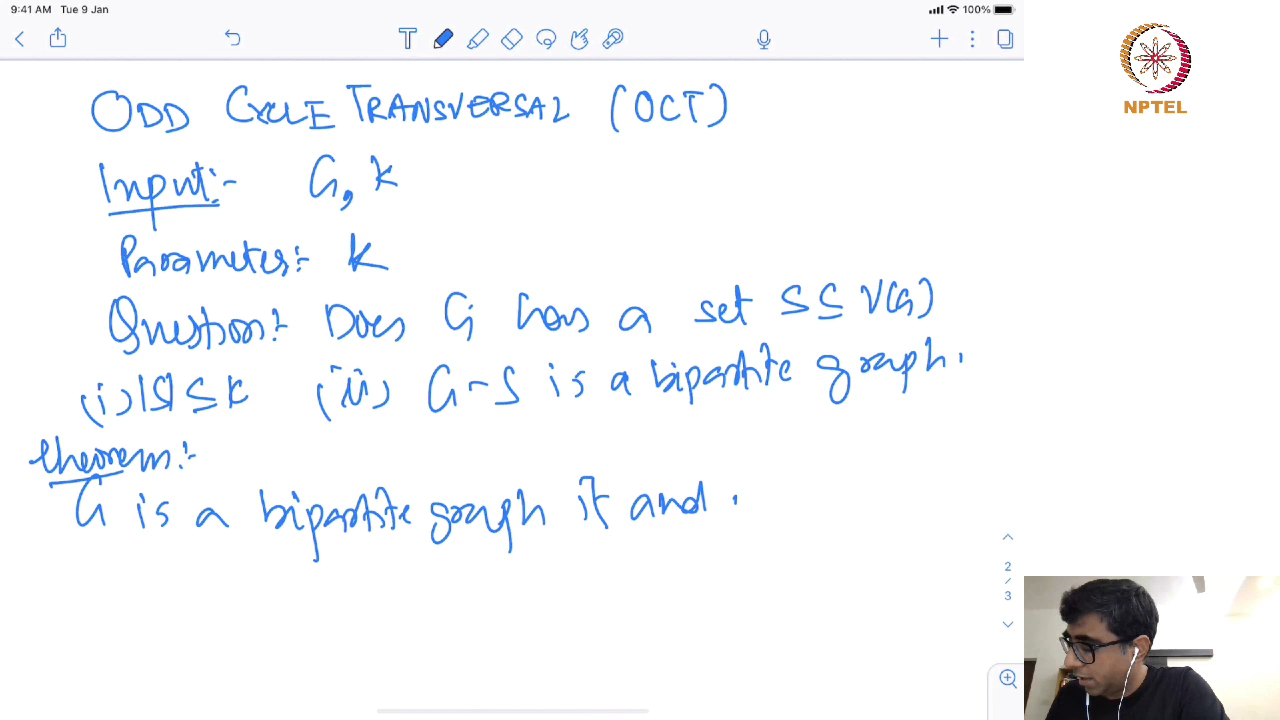 9:41 AM Tue 9 Jan
100%
NPTEL
ODD CYCLE TRANSVERSAL (OCT)
Input:- G, k
Parameter:- k
Question:- Does G has a set S⊆V(G)
(i) |S| ≤ k (ii) G-S is a bipartite graph.
theorem:-
G is a bipartite graph if and
2
/
3